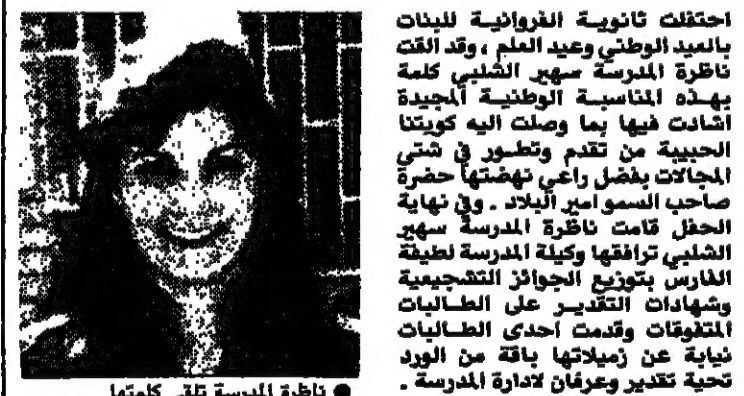 احتفلت ثانوية الفروانية للبنات
بالعيد الوطني وعيد العلم ، وقد القت
ناظرة المدرسة سهير الشلبي كلمة
بهذه المناسبة الوطنية المجيدة
اشادت فيها بما وصلت اليه كويتنا
الحبيبة من تقدم وتطور في شتى
المجالات بفضل راعي نهضتها حضرة
صاحب السمو امير البلاد . وفي نهاية
الحفل قامت ناظرة المدرسة سهير
الشلبي ترافقها وكيلة المدرسة لطيفة
الفارس بتوزيع الجوائز التشجيعية
وشهادات التقدير على الطالبات
المتفوقات وقدمت احدى الطالبات
نيابة عن زميلاتها باقة من الورد
تحية تقدير وعرفان لادارة المدرسة .
● ناظرة المدرسة تلقي كلمتها